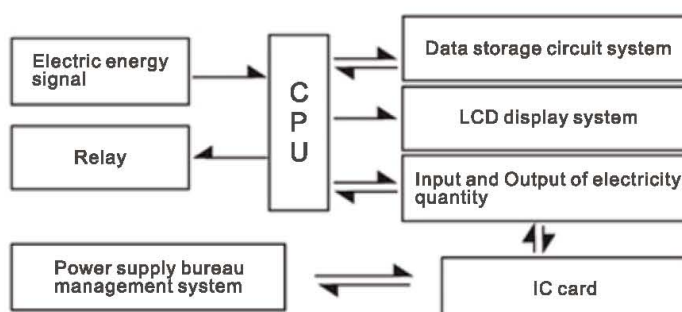 Electric energy
signal
Relay
C
P
U
Data storage circuit system
LCD display system
Input and Output of electricity
quantity
Power supply bureau
management system
IC card